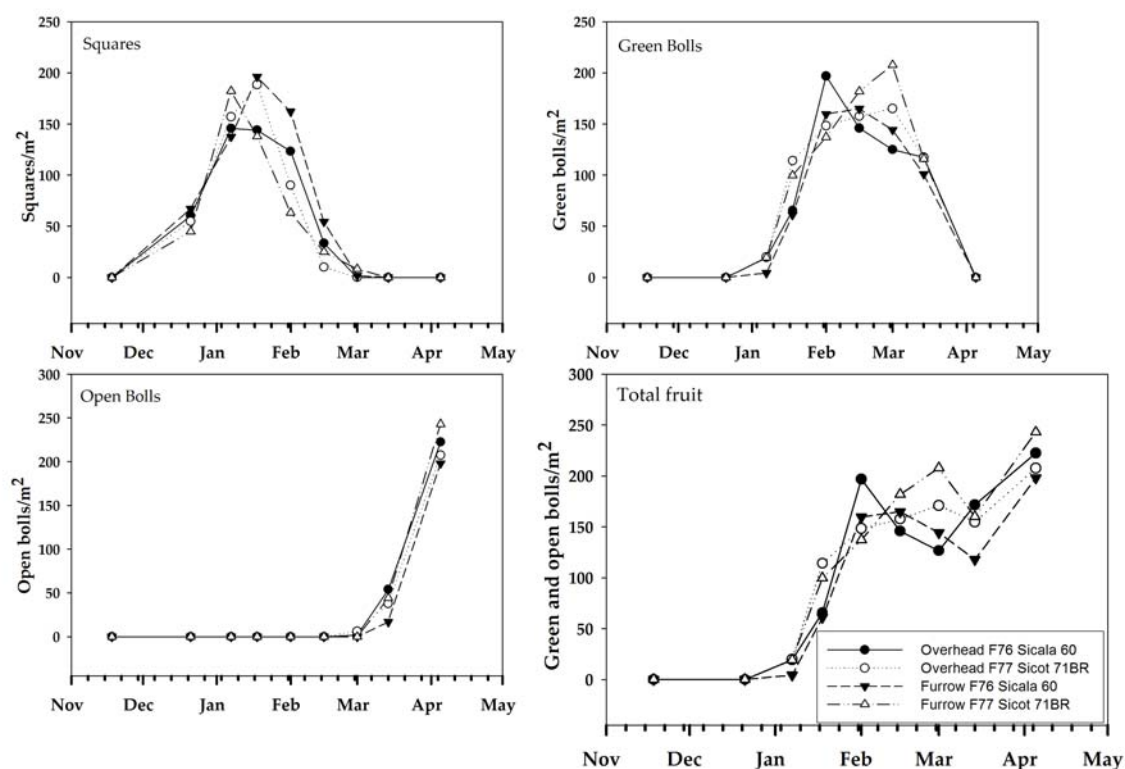 Squares
Squares/m²
250
200
150
100
50
0
Nov Dec Jan Feb Mar Apr May
Green Bolls
Green bolls/m²
250
200
150
100
50
0
Nov Dec Jan Feb Mar Apr May
Open Bolls
Open bolls/m²
300
250
200
150
100
50
0
Nov Dec Jan Feb Mar Apr May
Total fruit
Green and open bolls/m²
300
250
200
150
100
50
0
Overhead F76 Sicala 60
Overhead F77 Sicot 71BR
Furrow F76 Sicala 60
Furrow F77 Sicot 71BR
Nov Dec Jan Feb Mar Apr May